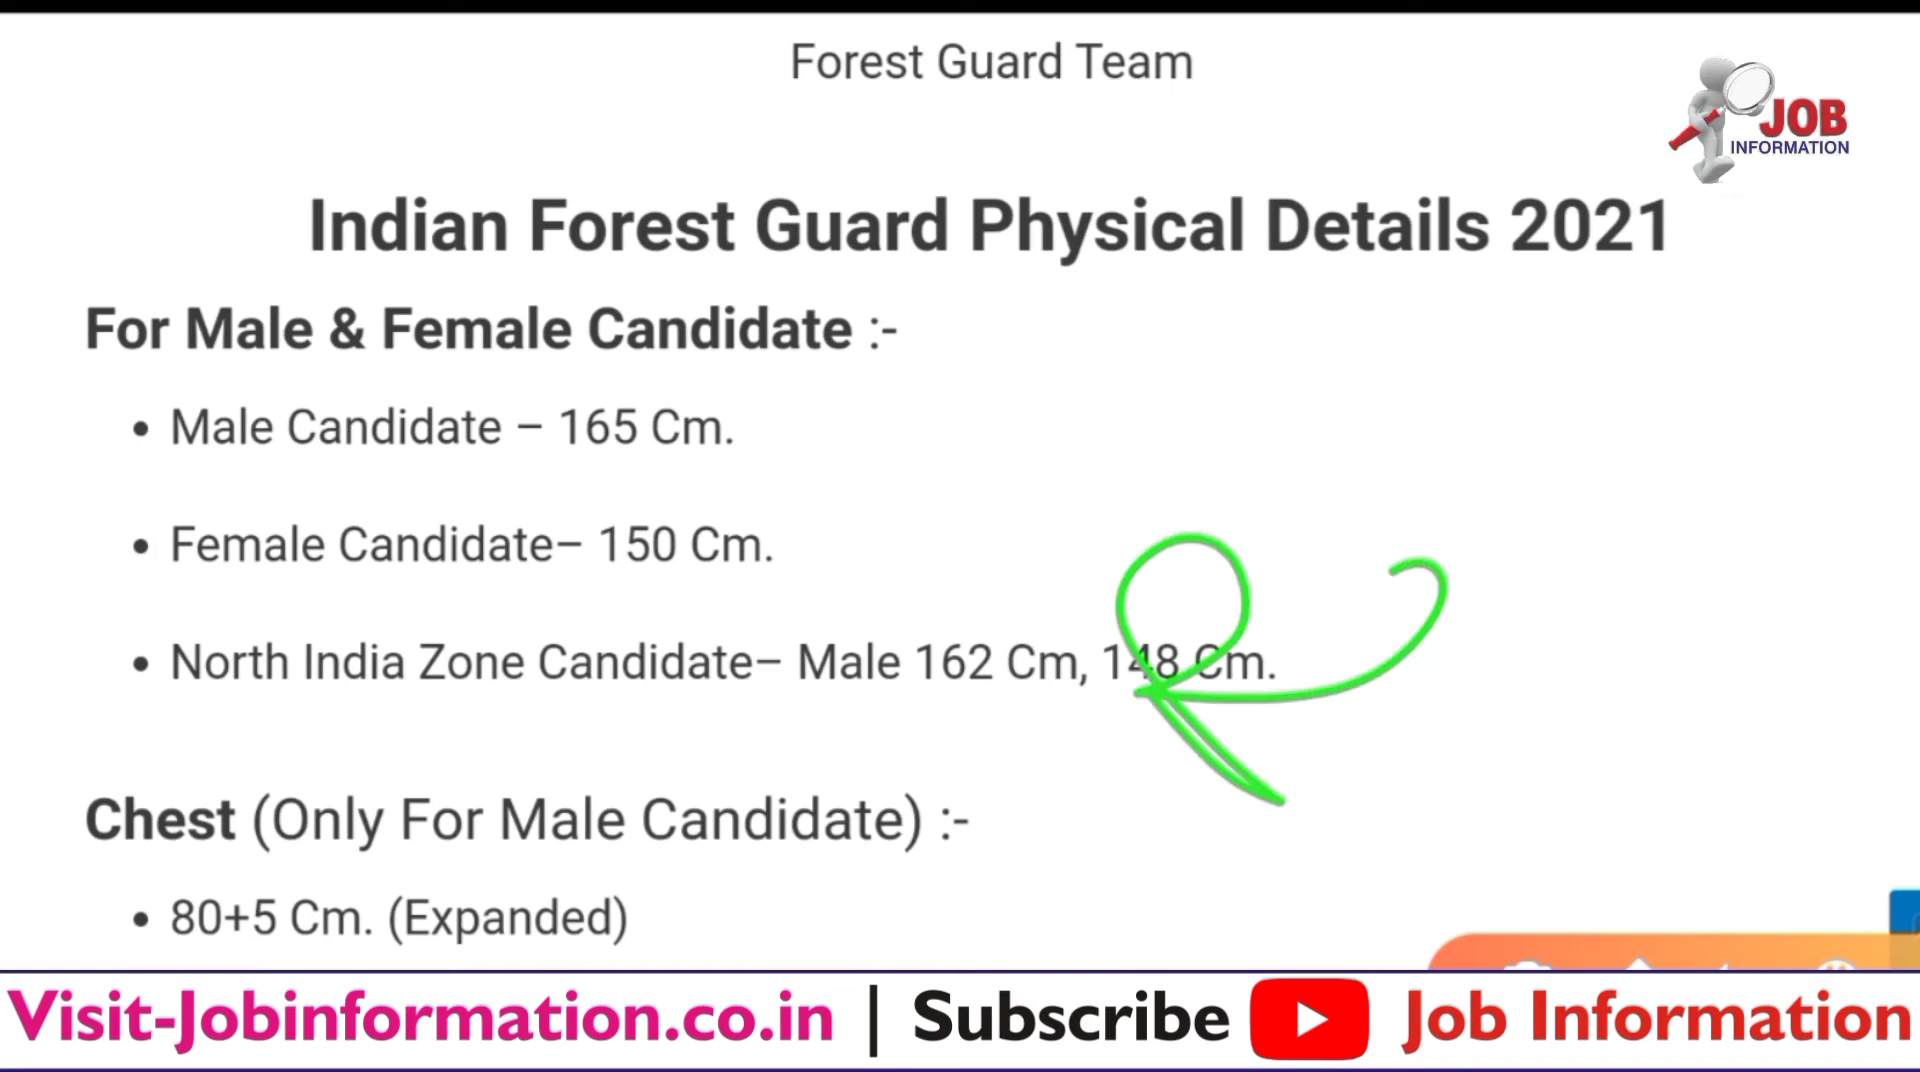 Forest Guard Team
JOB
INFORMATION
Indian Forest Guard Physical Details 2021
For Male & Female Candidate :-
• Male Candidate – 165 Cm.
• Female Candidate– 150 Cm.
• North India Zone Candidate– Male 162 Cm, 148 Cm.
Chest (Only For Male Candidate) :-
• 80+5 Cm. (Expanded)
Visit-Jobinformation.co.in | Subscribe Job Information